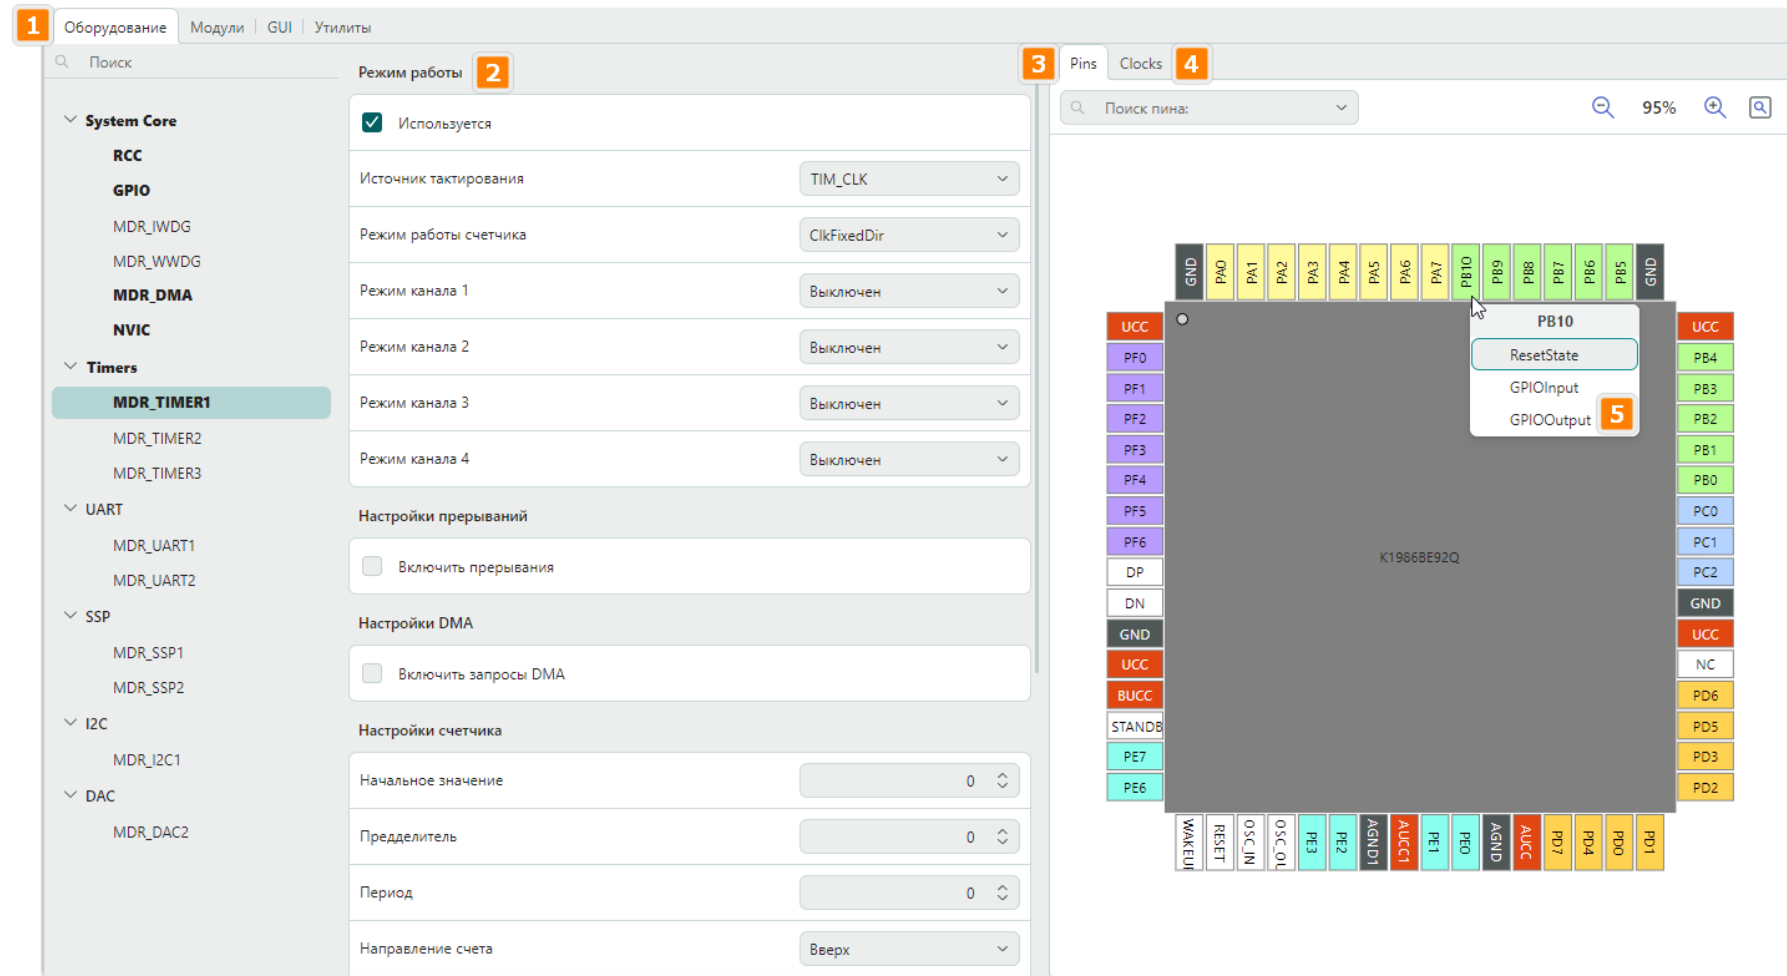 1 Оборудование Модули GUI Утилиты
Поиск
System Core
RCC
GPIO
MDR_IWDG
MDR_WWDG
MDR_DMA
NVIC
Timers
MDR_TIMER1
MDR_TIMER2
MDR_TIMER3
UART
MDR_UART1
MDR_UART2
SSP
MDR_SSP1
MDR_SSP2
I2C
MDR_I2C1
DAC
MDR_DAC2
Режим работы 2
Используется
Источник тактирования TIM_CLK
Режим работы счетчика ClkFixedDir
Режим канала 1 Выключен
Режим канала 2 Выключен
Режим канала 3 Выключен
Режим канала 4 Выключен
Настройки прерываний
Включить прерывания
Настройки DMA
Включить запросы DMA
Настройки счетчика
Начальное значение 0
Предделитель 0
Период 0
Направление счета Вверх
3 Pins Clocks 4
Поиск пина: 95%
GND PA0 PA1 PA2 PA3 PA4 PA5 PA6 PA7 PB10 PB9 PB8 PB7 PB6 PB5 GND
UCC
PF0
PF1
PF2
PF3
PF4
PF5
PF6
DP
DN
GND
UCC
BUCC
STANDB
PE7
PE6
PB10
ResetState
GPIOInput
GPIOOutput 5
K1986BE92Q
UCC
PB4
PB3
PB2
PB1
PB0
PC0
PC1
PC2
GND
UCC
NC
PD6
PD5
PD3
PD2
WAKEUP RESET OSC_IN OSC_OU PE3 PE2 AGND1 AUCC1 PE1 PE0 AGND AUCC PD7 PD4 PD0 PD1